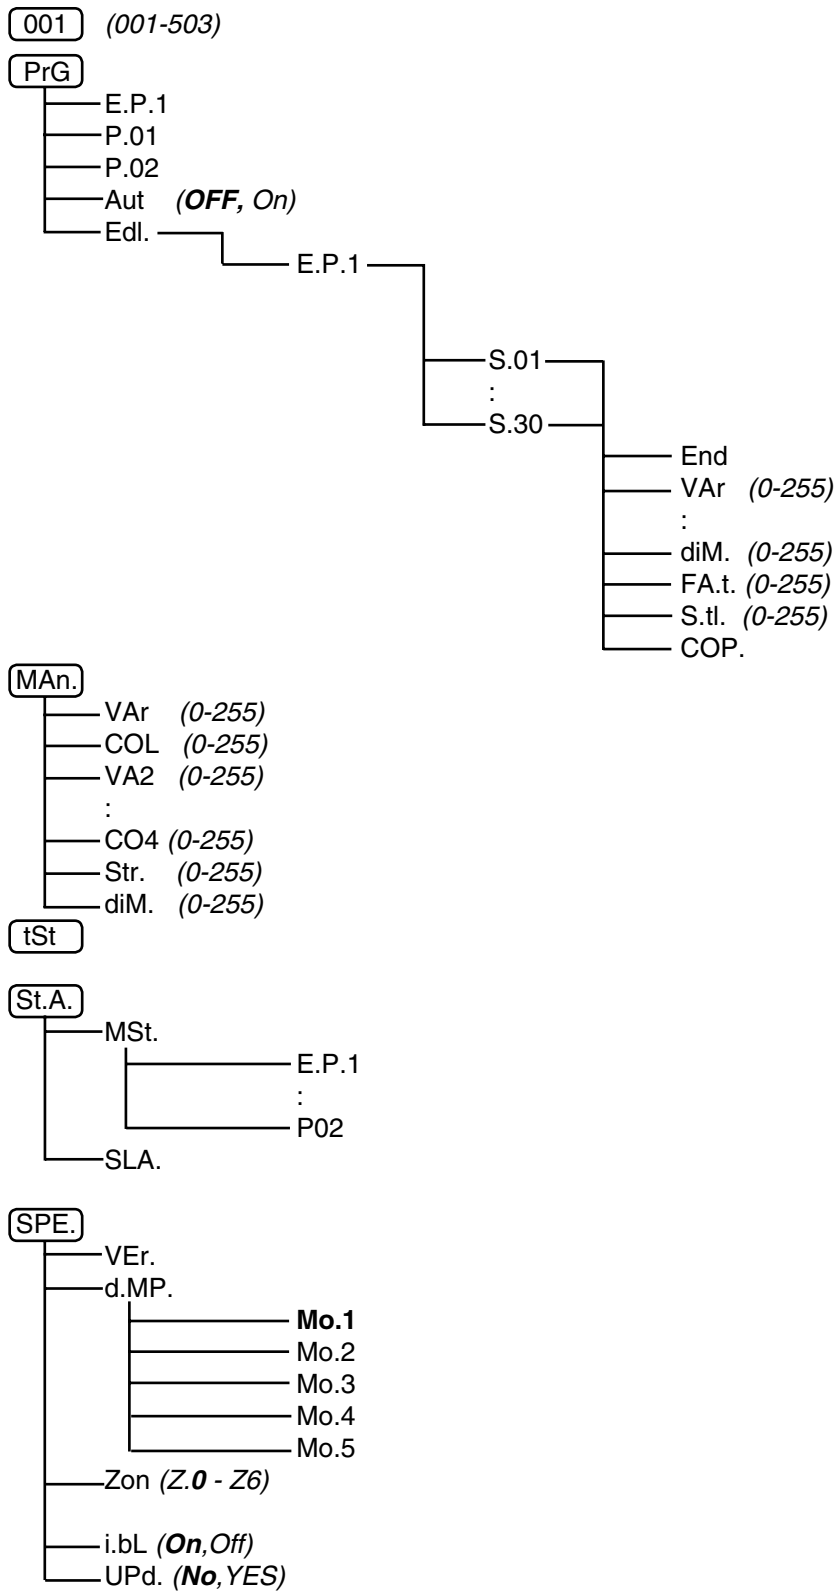 001 (001-503)
PrG
E.P.1
P.01
P.02
Aut (OFF, On)
Edl.
E.P.1
S.01
:
S.30
End
VAr (0-255)
:
diM. (0-255)
FA.t. (0-255)
S.tl. (0-255)
COP.
MAn.
VAr (0-255)
COL (0-255)
VA2 (0-255)
:
CO4 (0-255)
Str. (0-255)
diM. (0-255)
tSt
St.A.
MSt.
E.P.1
:
P02
SLA.
SPE.
VEr.
d.MP.
Mo.1
Mo.2
Mo.3
Mo.4
Mo.5
Zon (Z.0 - Z6)
i.bL (On,Off)
UPd. (No,YES)